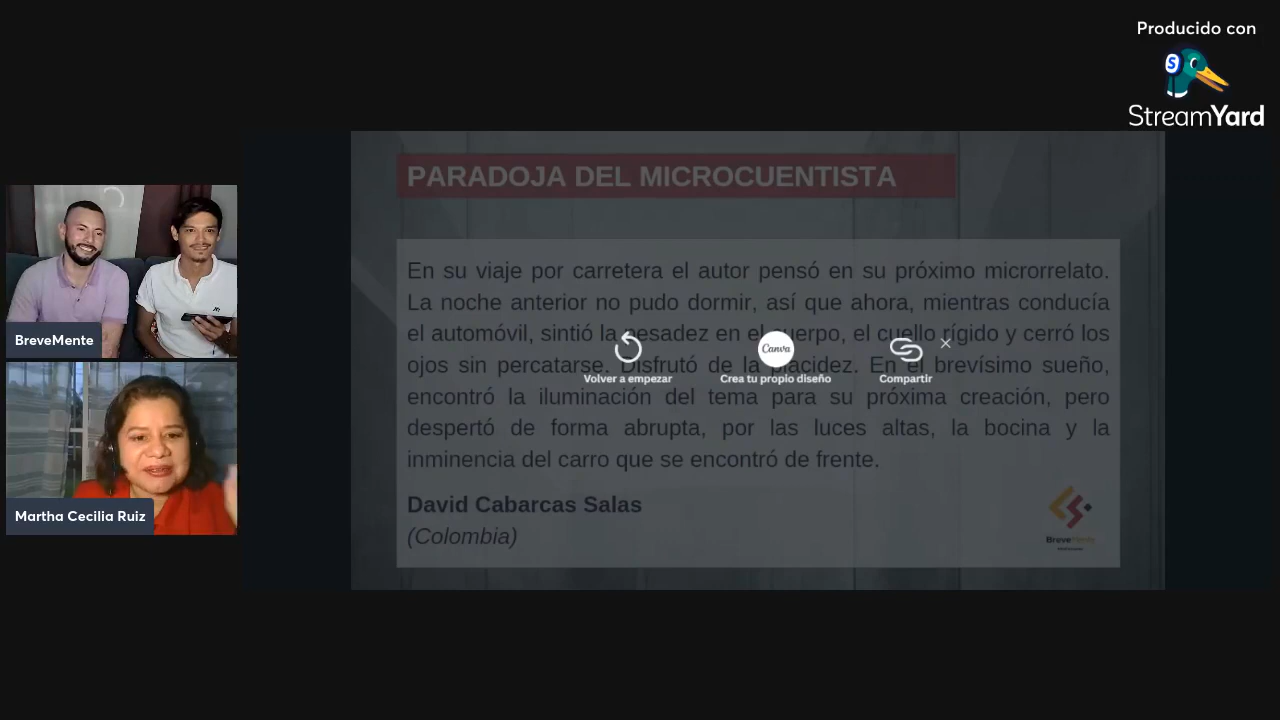 Producido con
StreamYard
PARADOJA DEL MICROCUENTISTA
En su viaje por carretera el autor pensó en su próximo microrrelato.
La noche anterior no pudo dormir, así que ahora, mientras conducía
el automóvil, sintió la pesadez en el cuerpo, el cuello rígido y cerró los
ojos sin percatarse. Disfrutó de la placidez. En el brevísimo sueño,
encontró la iluminación del tema para su próxima creación, pero
despertó de forma abrupta, por las luces altas, la bocina y la
inminencia del carro que se encontró de frente.
David Cabarcas Salas
(Colombia)
BreveMente
Canva
Volver a empezar
Crea tu propio diseño
Compartir
BreveMente
Martha Cecilia Ruiz